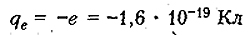 qₑ = −e = −1,6 · 10⁻¹⁹ Кл